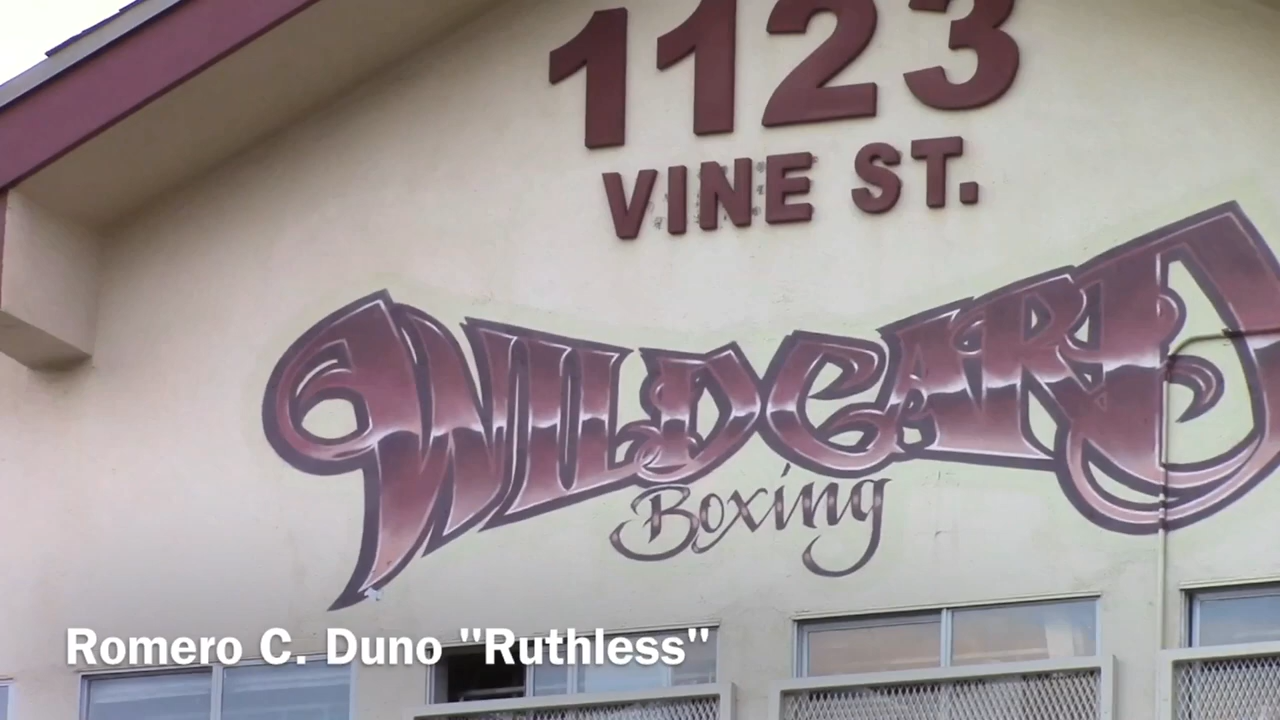 1123
VINE ST.
WILDCARD
Boxing
Romero C. Duno "Ruthless"